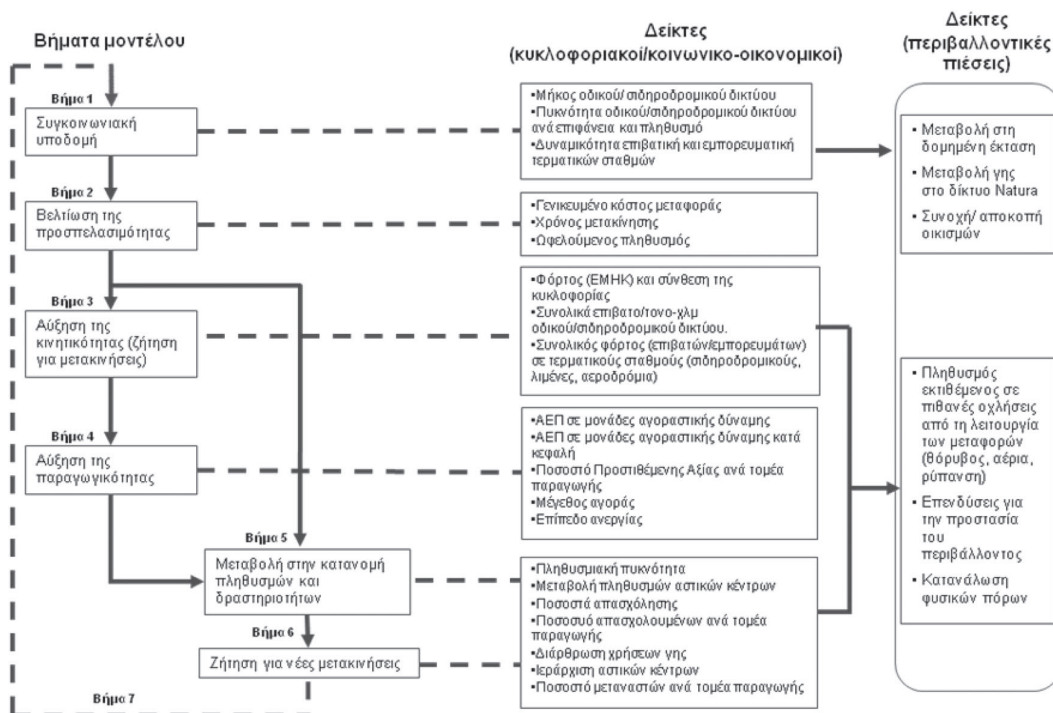 Βήματα μοντέλου
Βήμα 1
Συγκοινωνιακή
υποδομή
Βήμα 2
Βελτίωση της
προσπελασιμότητας
Βήμα 3
Αύξηση της
κινητικότητας (ζήτηση
για μετακινήσεις)
Βήμα 4
Αύξηση της
παραγωγικότητας
Βήμα 5
Μεταβολή στην κατανομή
πληθυσμών και
δραστηριοτήτων
Βήμα 6
Ζήτηση για νέες μετακινήσεις
Βήμα 7
Δείκτες
(κυκλοφοριακοί/κοινωνικο-οικονομικοί)
▪Μήκος οδικού/ σιδηροδρομικού δικτύου
▪Πυκνότητα οδικού/σιδηροδρομικού δικτύου
ανά επιφάνεια και πληθυσμό
▪Δυναμικότητα επιβατική και εμπορευματική
τερματικών σταθμών
▪Γενικευμένο κόστος μεταφοράς
▪Χρόνος μετακίνησης
▪Ωφελούμενος πληθυσμός
▪Φόρτος (ΕΜΗΚ) και σύνθεση της
κυκλοφορίας
▪Συνολικά επιβατο/τονο-χλμ
οδικού/σιδηροδρομικού δικτύου.
▪Συνολικός φόρτος (επιβατών/εμπορευμάτων)
σε τερματικούς σταθμούς (σιδηροδρομικούς,
λιμένες, αεροδρόμια)
▪ΑΕΠ σε μονάδες αγοραστικής δύναμης
▪ΑΕΠ σε μονάδες αγοραστικής δύναμης κατά
κεφαλή
▪Ποσοστό Προστιθέμενης Αξίας ανά τομέα
παραγωγής
▪Μέγεθος αγοράς
▪Επίπεδο ανεργίας
▪Πληθυσμιακή πυκνότητα
▪Μεταβολή πληθυσμών αστικών κέντρων
▪Ποσοστά απασχόλησης
▪Ποσοσυό απασχολουμένων ανά τομέα
παραγωγής
▪Διάρθρωση χρήσεων γης
▪Ιεράρχιση αστικών κέντρων
▪Ποσοστό μεταναστών ανά τομέα παραγωγής
Δείκτες
(περιβαλλοντικές
πιέσεις)
▪ Μεταβολή στη
δομημένη έκταση
▪ Μεταβολή γης
στο δίκτυο Natura
▪ Συνοχή/ αποκοπή
οικισμών
▪ Πληθυσμός
εκτιθέμενος σε
πιθανές οχλήσεις
από τη λειτουργία
των μεταφορών
(θόρυβος, αέρια,
ρύπανση)
▪ Επενδύσεις για
την προστασία
του
περιβάλλοντος
▪ Κατανάλωση
φυσικών πόρων